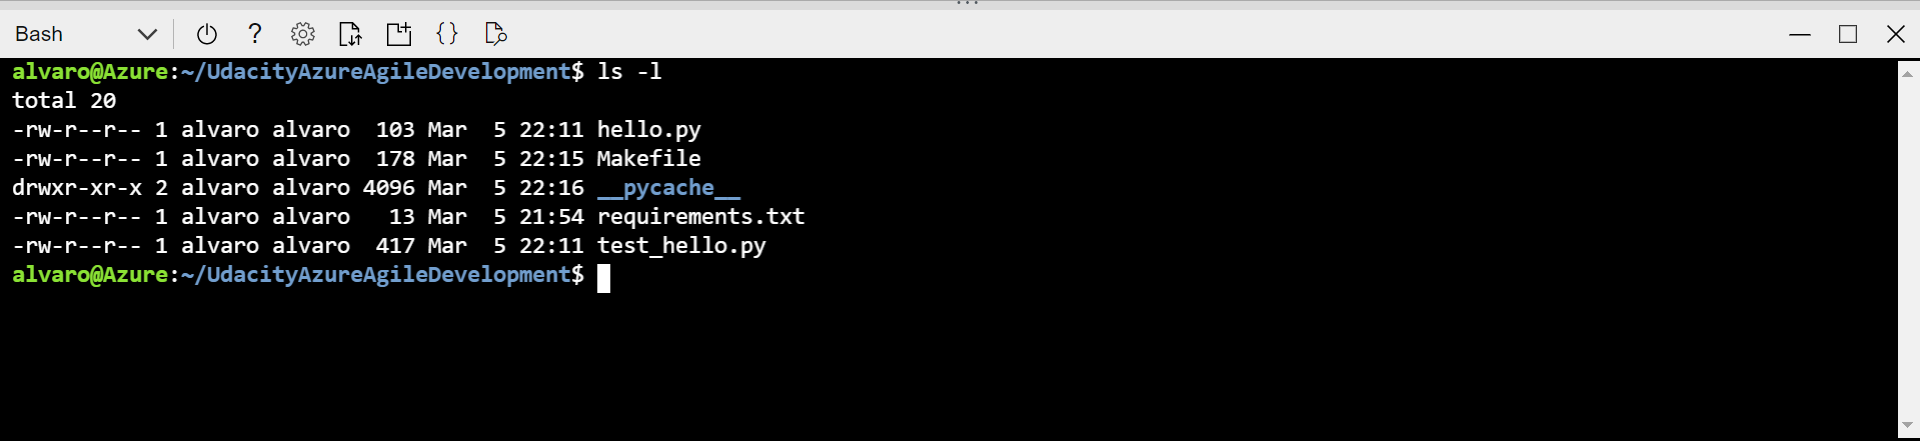 Bash
alvaro@Azure:~/UdacityAzureAgileDevelopment$ ls -l
total 20
-rw-r--r-- 1 alvaro alvaro  103 Mar  5 22:11 hello.py
-rw-r--r-- 1 alvaro alvaro  178 Mar  5 22:15 Makefile
drwxr-xr-x 2 alvaro alvaro 4096 Mar  5 22:16 __pycache__
-rw-r--r-- 1 alvaro alvaro   13 Mar  5 21:54 requirements.txt
-rw-r--r-- 1 alvaro alvaro  417 Mar  5 22:11 test_hello.py
alvaro@Azure:~/UdacityAzureAgileDevelopment$